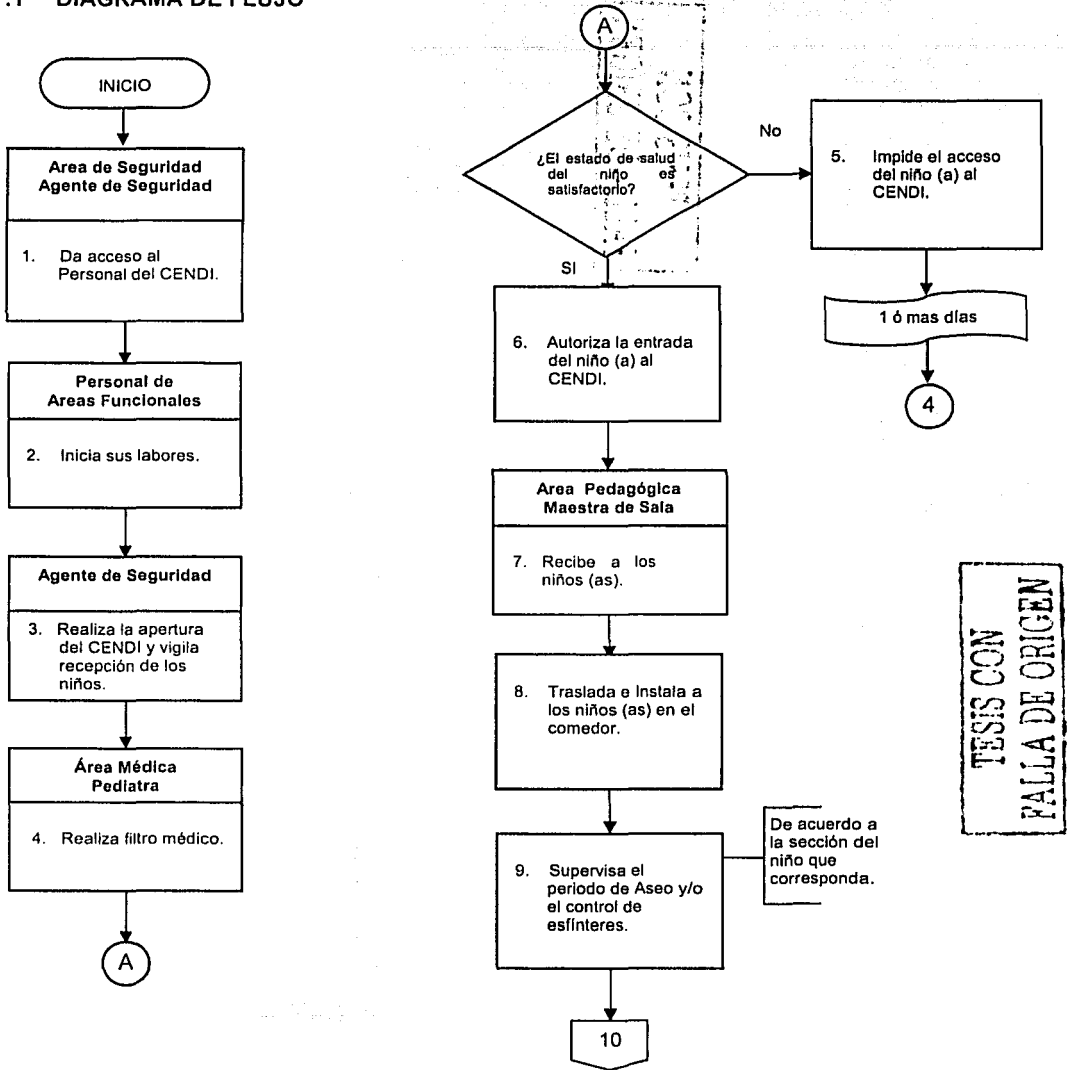 .1 DIAGRAMA DE FLUJO
INICIO
Area de Seguridad
Agente de Seguridad
1. Da acceso al
Personal del CENDI.
Personal de
Areas Funcionales
2. Inicia sus labores.
Agente de Seguridad
3. Realiza la apertura
del CENDI y vigila
recepción de los
niños.
Área Médica
Pediatra
4. Realiza filtro médico.
A
A
¿El estado de salud
del niño es
satisfactorio?
No
SI
5. Impide el acceso
del niño (a) al
CENDI.
1 ó mas días
4
6. Autoriza la entrada
del niño (a) al
CENDI.
Area Pedagógica
Maestra de Sala
7. Recibe a los
niños (as).
8. Traslada e Instala a
los niños (as) en el
comedor.
9. Supervisa el
periodo de Aseo y/o
el control de
esfínteres.
De acuerdo a
la sección del
niño que
corresponda.
10
TESIS CON
FALLA DE ORIGEN